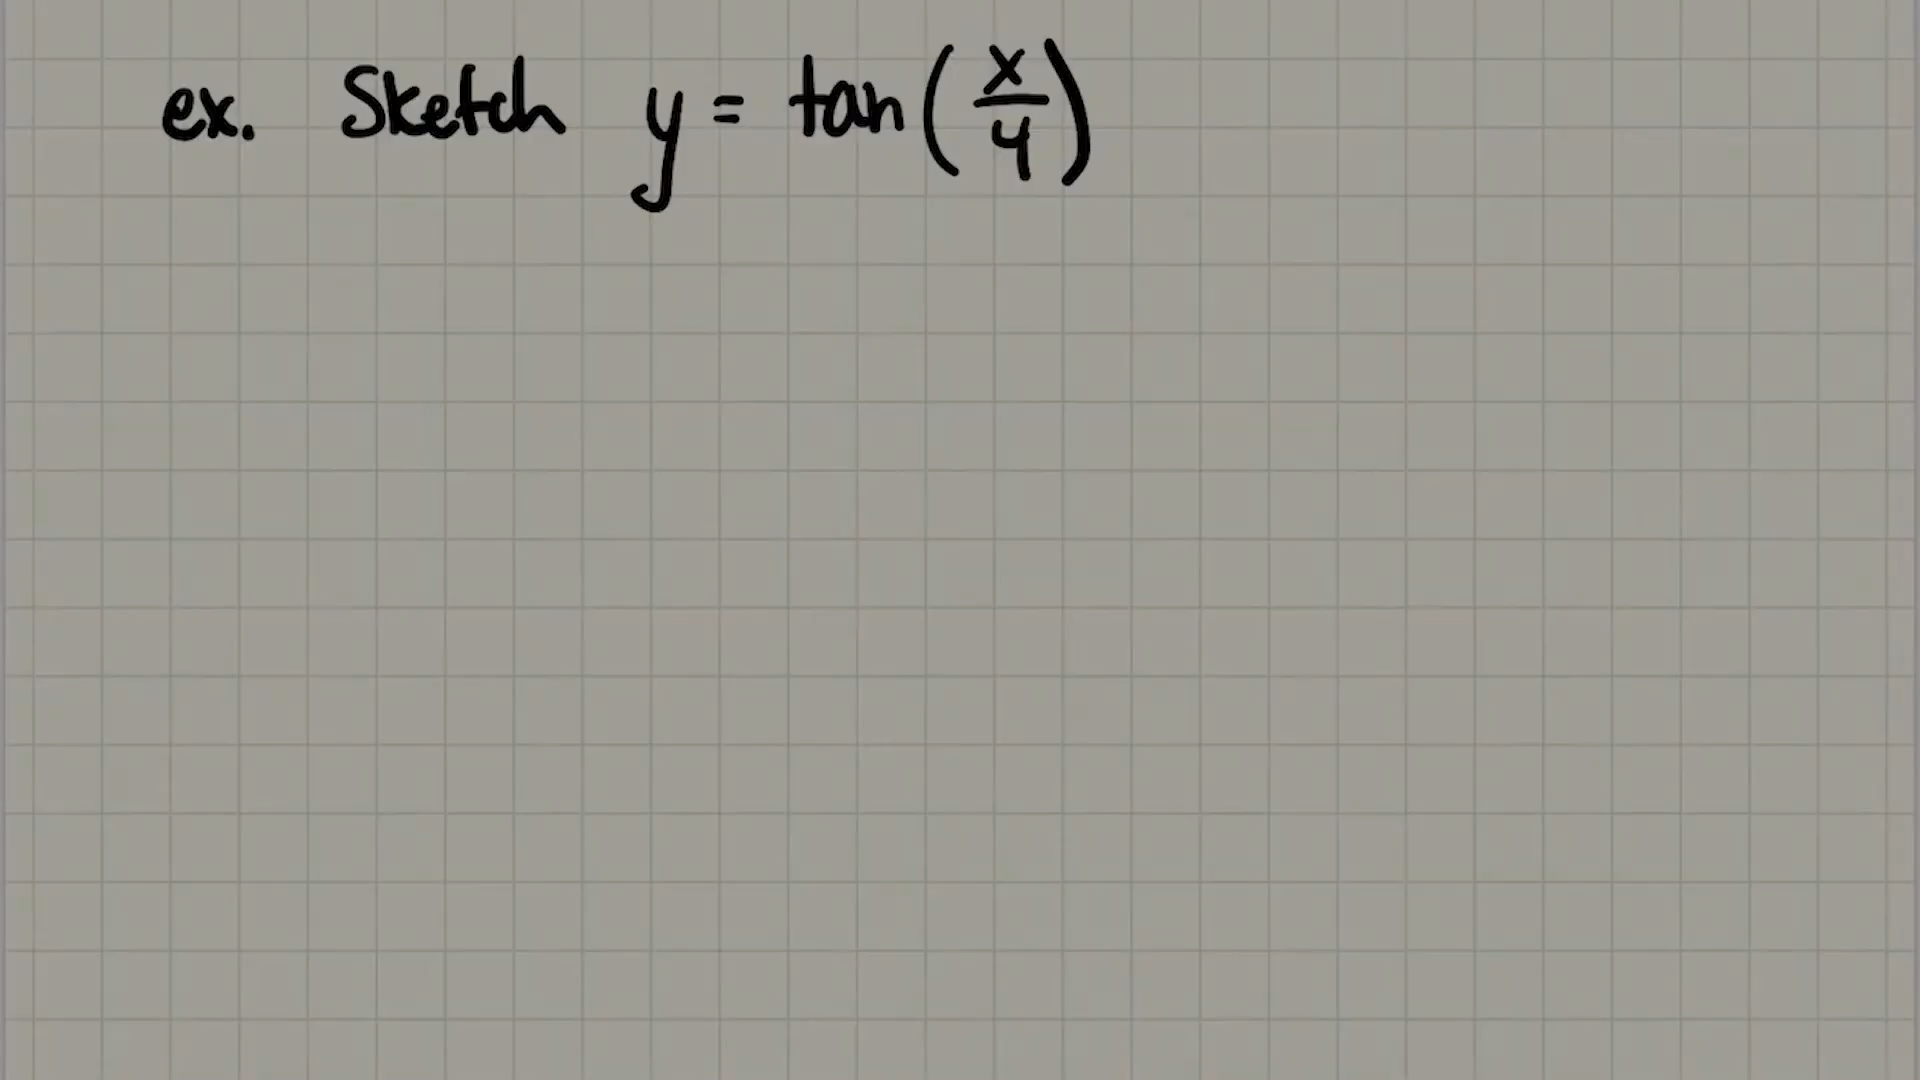 ex. Sketch y = tan(x/4)